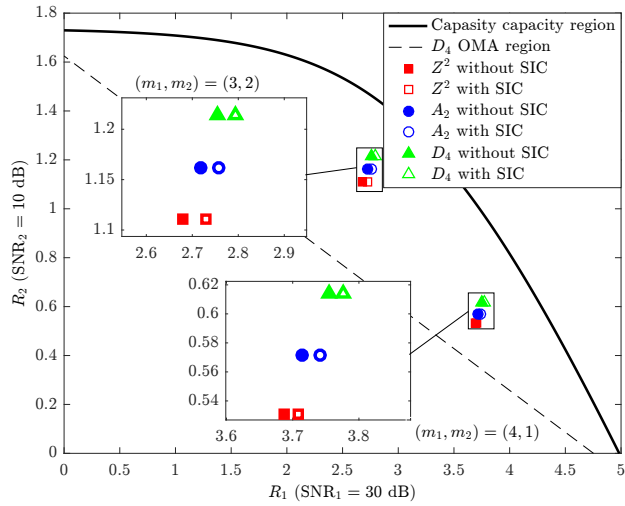 Capasity capacity region
D₄ OMA region
Z² without SIC
Z² with SIC
A₂ without SIC
A₂ with SIC
D₄ without SIC
D₄ with SIC
(m₁, m₂) = (3, 2)
1.2
1.15
1.1
2.6 2.7 2.8 2.9
0.62
0.6
0.58
0.56
0.54
3.6 3.7 3.8
(m₁, m₂) = (4, 1)
R₂ (SNR₂ = 10 dB)
1.8
1.6
1.4
1.2
1
0.8
0.6
0.4
0.2
0
0 0.5 1 1.5 2 2.5 3 3.5 4 4.5 5
R₁ (SNR₁ = 30 dB)